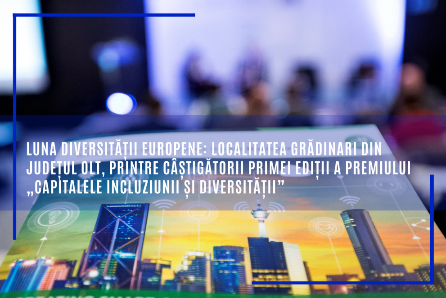 LUNA DIVERSITĂȚII EUROPENE: LOCALITATEA GRĂDINARI DIN
JUDEȚUL OLT, PRINTRE CÂȘTIGĂTORII PRIMEI EDIȚII A PREMIULUI
„CAPITALELE INCLUZIUNII ȘI DIVERSITĂȚII”